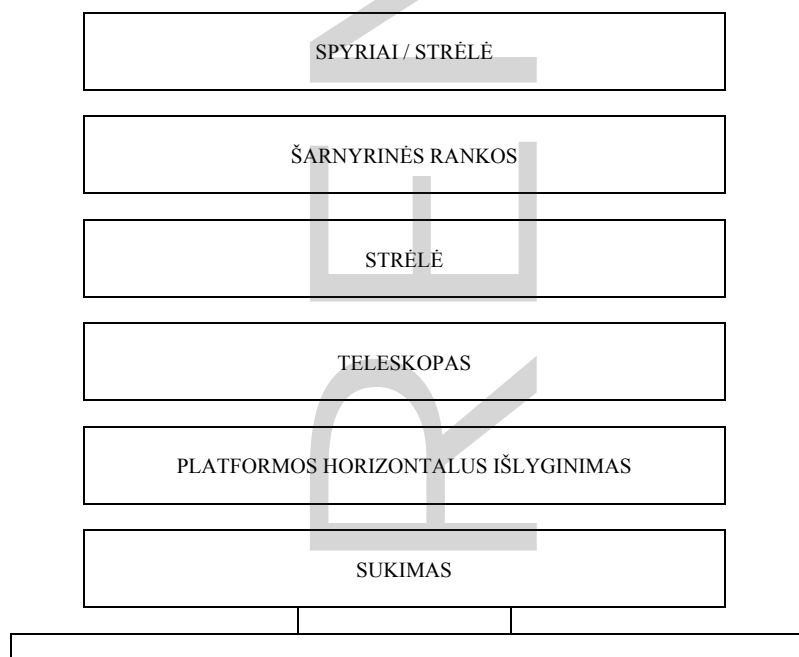 SPYRIAI / STRĖLĖ
ŠARNYRINĖS RANKOS
STRĖLĖ
TELESKOPAS
PLATFORMOS HORIZONTALUS IŠLYGINIMAS
SUKIMAS